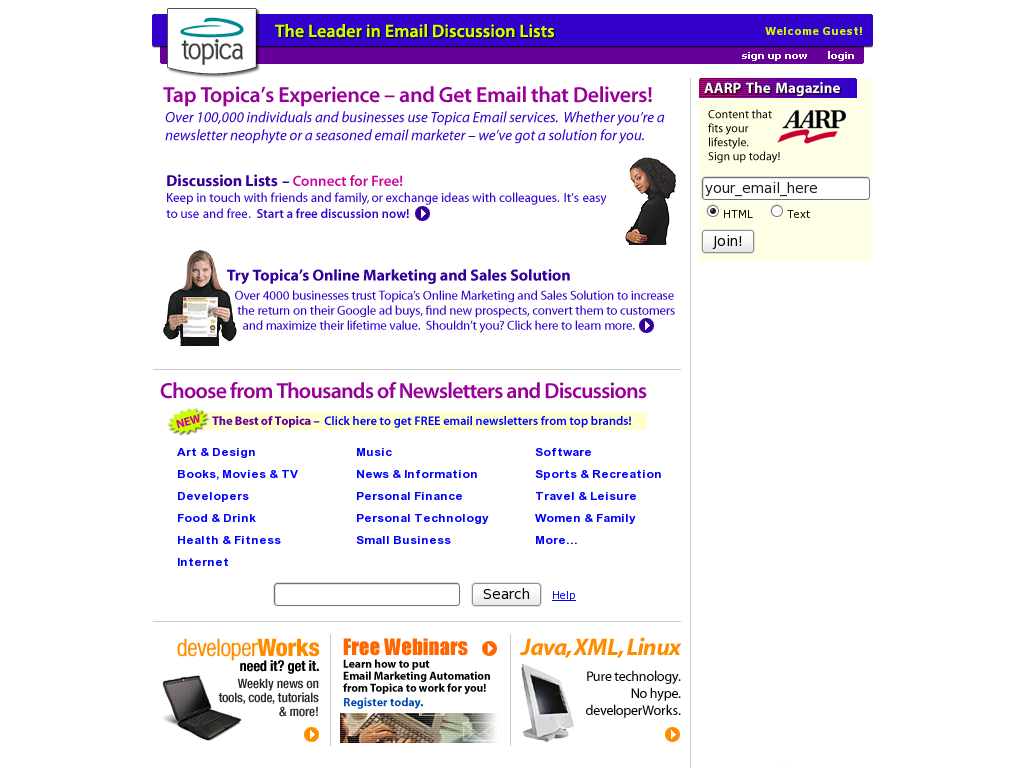 topica
The Leader in Email Discussion Lists
Welcome Guest!
sign up now login
Tap Topica's Experience – and Get Email that Delivers!
Over 100,000 individuals and businesses use Topica Email services. Whether you're a
newsletter neophyte or a seasoned email marketer – we've got a solution for you.
Discussion Lists – Connect for Free!
Keep in touch with friends and family, or exchange ideas with colleagues. It's easy
to use and free. Start a free discussion now!
Try Topica's Online Marketing and Sales Solution
Over 4000 businesses trust Topica's Online Marketing and Sales Solution to increase
the return on their Google ad buys, find new prospects, convert them to customers
and maximize their lifetime value. Shouldn't you? Click here to learn more.
AARP The Magazine
Content that
fits your
lifestyle.
Sign up today!
AARP
your_email_here
HTML Text
Join!
Choose from Thousands of Newsletters and Discussions
NEW The Best of Topica – Click here to get FREE email newsletters from top brands!
Art & Design Music Software
Books, Movies & TV News & Information Sports & Recreation
Developers Personal Finance Travel & Leisure
Food & Drink Personal Technology Women & Family
Health & Fitness Small Business More...
Internet
Search Help
developerWorks
need it? get it.
Weekly news on
tools, code, tutorials
& more!
Free Webinars
Learn how to put
Email Marketing Automation
from Topica to work for you!
Register today.
Java, XML, Linux
Pure technology.
No hype.
developerWorks.